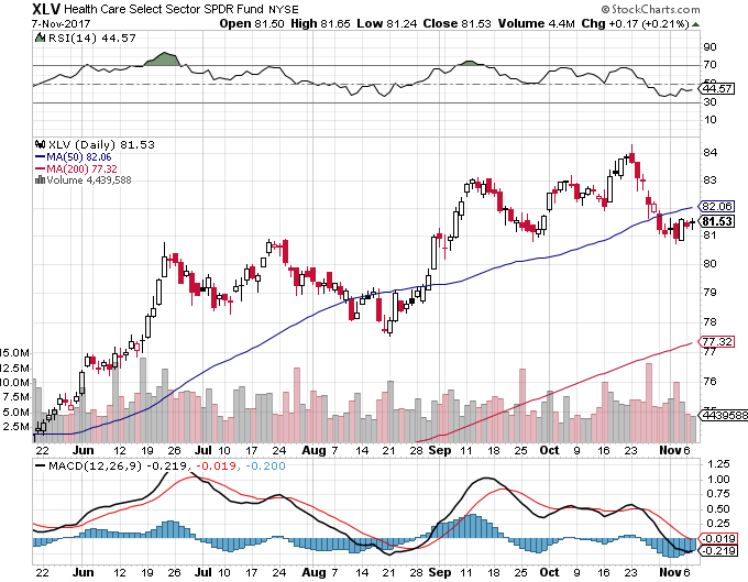 XLV Health Care Select Sector SPDR Fund NYSE © StockCharts.com
7-Nov-2017 Open 81.50 High 81.65 Low 81.24 Close 81.53 Volume 4.4M Chg +0.17 (+0.21%)
RSI(14) 44.57
90
70
50
44.57
30
10
XLV (Daily) 81.53
MA(50) 82.06
MA(200) 77.32
Volume 4,439,588
84
83
82.06
81.53
81
80
79
78
77.32
77
76
15.0M
12.5M
10.0M
7.5M
5.0M
2.5M
4439588
22 Jun 12 19 26 Jul 10 17 24 Aug 7 14 21 28 Sep 11 18 25 Oct 9 16 23 Nov 6
MACD(12,26,9) -0.219, -0.019, -0.200
1.25
1.00
0.75
0.50
0.25
-0.019
-0.219
Jun 12 19 26 Jul 10 17 24 Aug 7 14 21 28 Sep 11 18 25 Oct 9 16 23 Nov 6